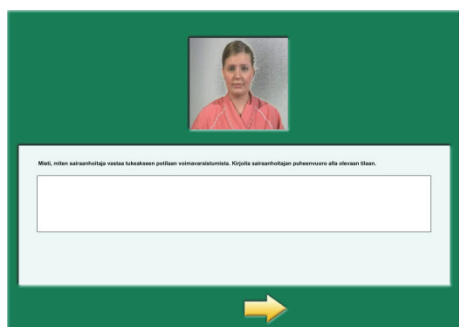 Mieti, miten sairaanhoitaja vastaa tukeakseen potilaan voimavaraistumista. Kirjoita sairaanhoitajan puheenvuoro alla olevaan tilaan.